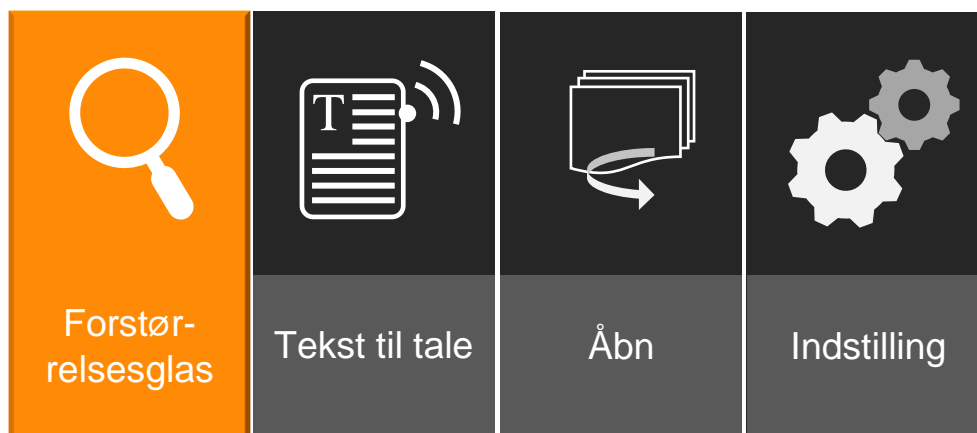 T
Forstør-
relsesglas
Tekst til tale
Åbn
Indstilling